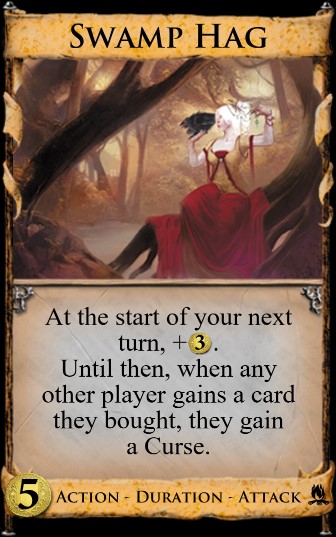 Swamp Hag
At the start of your next
turn, +3.
Until then, when any
other player gains a card
they bought, they gain
a Curse.
5 Action - Duration - Attack